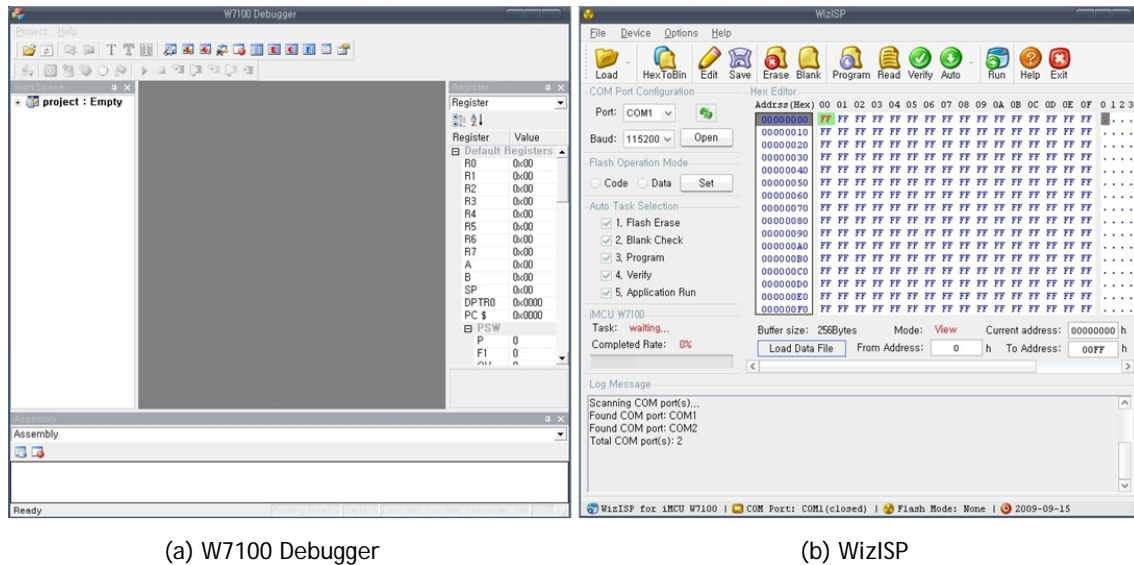 W7100 Debugger
Project Help
WorkSpace
project : Empty
Register
Register
Register Value
Default Registers
R0 0x00
R1 0x00
R2 0x00
R3 0x00
R4 0x00
R5 0x00
R6 0x00
R7 0x00
A 0x00
B 0x00
SP 0x00
DPTR0 0x0000
PC $ 0x0000
PSW
P 0
F1 0
OV 0
Assembly
Assembly
Ready
WizISP
File Device Options Help
Load HexToBin Edit Save Erase Blank Program Read Verify Auto Run Help Exit
COM Port Configuration
Port: COM1
Baud: 115200 Open
Flash Operation Mode
Code Data Set
Auto Task Selection
1, Flash Erase
2, Blank Check
3, Program
4, Verify
5, Application Run
iMCU W7100
Task: waiting...
Completed Rate: 0%
Hex Editor
Addrss(Hex) 00 01 02 03 04 05 06 07 08 09 0A 0B 0C 0D 0E 0F 0 1 2 3
00000000 FF FF FF FF FF FF FF FF FF FF FF FF FF FF FF FF . . . .
00000010 FF FF FF FF FF FF FF FF FF FF FF FF FF FF FF FF . . . .
00000020 FF FF FF FF FF FF FF FF FF FF FF FF FF FF FF FF . . . .
00000030 FF FF FF FF FF FF FF FF FF FF FF FF FF FF FF FF . . . .
00000040 FF FF FF FF FF FF FF FF FF FF FF FF FF FF FF FF . . . .
00000050 FF FF FF FF FF FF FF FF FF FF FF FF FF FF FF FF . . . .
00000060 FF FF FF FF FF FF FF FF FF FF FF FF FF FF FF FF . . . .
00000070 FF FF FF FF FF FF FF FF FF FF FF FF FF FF FF FF . . . .
00000080 FF FF FF FF FF FF FF FF FF FF FF FF FF FF FF FF . . . .
00000090 FF FF FF FF FF FF FF FF FF FF FF FF FF FF FF FF . . . .
000000A0 FF FF FF FF FF FF FF FF FF FF FF FF FF FF FF FF . . . .
000000B0 FF FF FF FF FF FF FF FF FF FF FF FF FF FF FF FF . . . .
000000C0 FF FF FF FF FF FF FF FF FF FF FF FF FF FF FF FF . . . .
000000D0 FF FF FF FF FF FF FF FF FF FF FF FF FF FF FF FF . . . .
000000E0 FF FF FF FF FF FF FF FF FF FF FF FF FF FF FF FF . . . .
000000F0 FF FF FF FF FF FF FF FF FF FF FF FF FF FF FF FF . . . .
Buffer size: 256Bytes Mode: View Current address: 00000000 h
Load Data File From Address: 0 h To Address: 00FF h
Log Message
Scanning COM port(s)...
Found COM port: COM1
Found COM port: COM2
Total COM port(s): 2
WizISP for iMCU W7100 | COM Port: COM1(closed) | Flash Mode: None | 2009-09-15
(a) W7100 Debugger
(b) WizISP